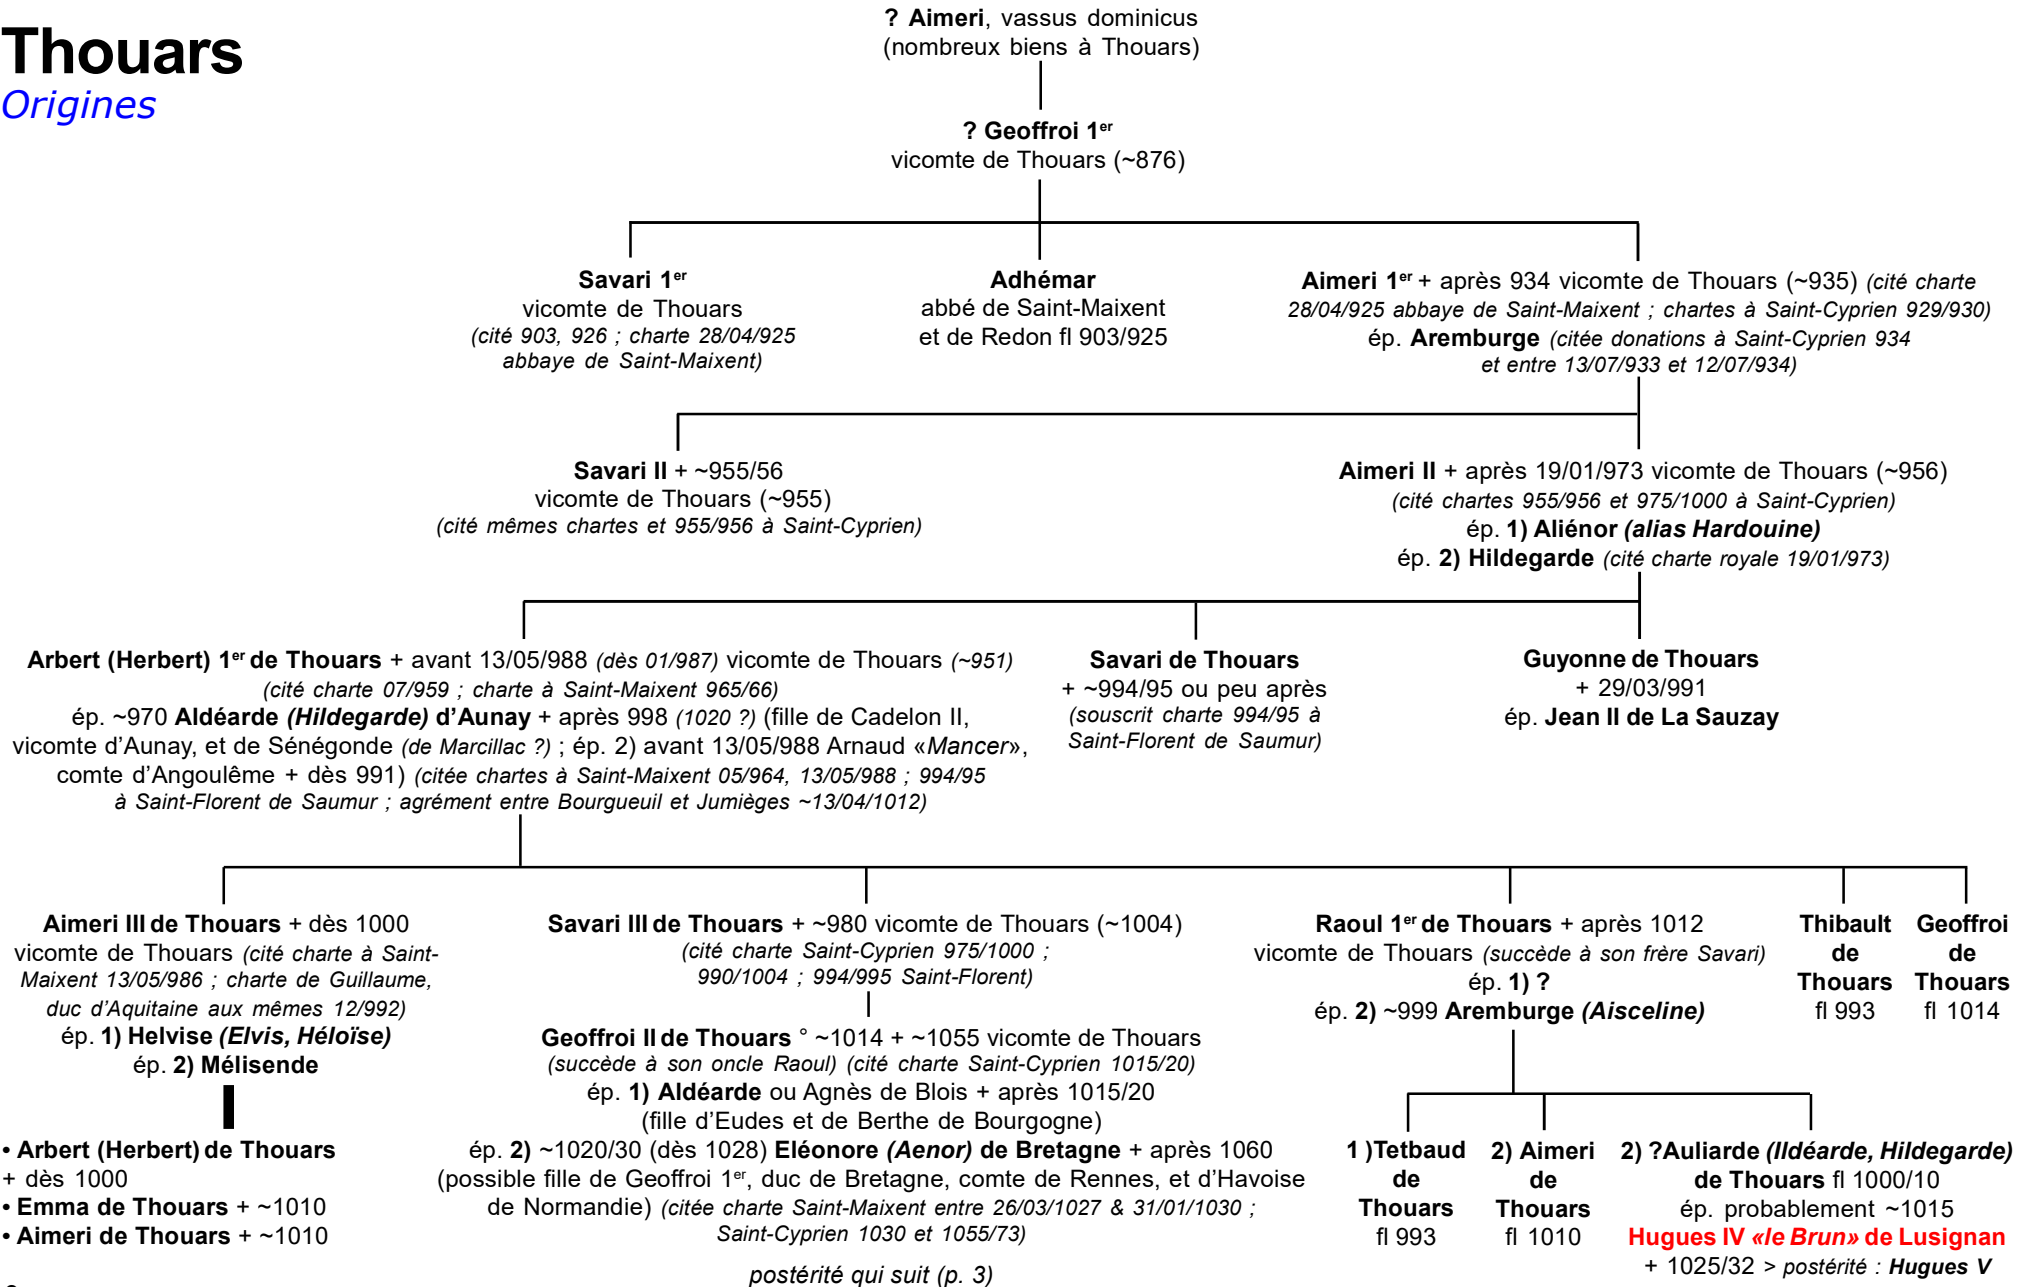 Thouars
Origines
? Aimeri, vassus dominicus
(nombreux biens à Thouars)
? Geoffroi 1er
vicomte de Thouars (~876)
Savari 1er
vicomte de Thouars
(cité 903, 926 ; charte 28/04/925
abbaye de Saint-Maixent)
Adhémar
abbé de Saint-Maixent
et de Redon fl 903/925
Aimeri 1er + après 934 vicomte de Thouars (~935) (cité charte
28/04/925 abbaye de Saint-Maixent ; chartes à Saint-Cyprien 929/930)
ép. Aremburge (citée donations à Saint-Cyprien 934
et entre 13/07/933 et 12/07/934)
Savari II + ~955/56
vicomte de Thouars (~955)
(cité mêmes chartes et 955/956 à Saint-Cyprien)
Aimeri II + après 19/01/973 vicomte de Thouars (~956)
(cité chartes 955/956 et 975/1000 à Saint-Cyprien)
ép. 1) Aliénor (alias Hardouine)
ép. 2) Hildegarde (cité charte royale 19/01/973)
Arbert (Herbert) 1er de Thouars + avant 13/05/988 (dès 01/987) vicomte de Thouars (~951)
(cité charte 07/959 ; charte à Saint-Maixent 965/66)
ép. ~970 Aldéarde (Hildegarde) d'Aunay + après 998 (1020 ?) (fille de Cadelon II,
vicomte d'Aunay, et de Sénégonde (de Marcillac ?) ; ép. 2) avant 13/05/988 Arnaud «Mancer»,
comte d'Angoulême + dès 991) (citée chartes à Saint-Maixent 05/964, 13/05/988 ; 994/95
à Saint-Florent de Saumur ; agrément entre Bourgueil et Jumièges ~13/04/1012)
Savari de Thouars
+ ~994/95 ou peu après
(souscrit charte 994/95 à
Saint-Florent de Saumur)
Guyonne de Thouars
+ 29/03/991
ép. Jean II de La Sauzay
Aimeri III de Thouars + dès 1000
vicomte de Thouars (cité charte à Saint-
Maixent 13/05/986 ; charte de Guillaume,
duc d'Aquitaine aux mêmes 12/992)
ép. 1) Helvise (Elvis, Héloïse)
ép. 2) Mélisende
• Arbert (Herbert) de Thouars
+ dès 1000
• Emma de Thouars + ~1010
• Aimeri de Thouars + ~1010
Savari III de Thouars + ~980 vicomte de Thouars (~1004)
(cité charte Saint-Cyprien 975/1000 ;
990/1004 ; 994/995 Saint-Florent)
Geoffroi II de Thouars ° ~1014 + ~1055 vicomte de Thouars
(succède à son oncle Raoul) (cité charte Saint-Cyprien 1015/20)
ép. 1) Aldéarde ou Agnès de Blois + après 1015/20
(fille d'Eudes et de Berthe de Bourgogne)
ép. 2) ~1020/30 (dès 1028) Eléonore (Aenor) de Bretagne + après 1060
(possible fille de Geoffroi 1er, duc de Bretagne, comte de Rennes, et d'Havoise
de Normandie) (citée charte Saint-Maixent entre 26/03/1027 & 31/01/1030 ;
Saint-Cyprien 1030 et 1055/73)
postérité qui suit (p. 3)
Raoul 1er de Thouars + après 1012
vicomte de Thouars (succède à son frère Savari)
ép. 1) ?
ép. 2) ~999 Aremburge (Aisceline)
Thibault
de
Thouars
fl 993
Geoffroi
de
Thouars
fl 1014
1 )Tetbaud
de
Thouars
fl 993
2) Aimeri
de
Thouars
fl 1010
2) ?Auliarde (Ildéarde, Hildegarde)
de Thouars fl 1000/10
ép. probablement ~1015
Hugues IV «le Brun» de Lusignan
+ 1025/32 > postérité : Hugues V